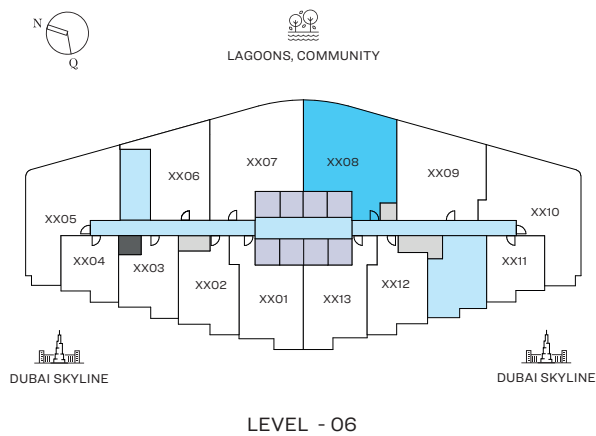 N
Q
LAGOONS, COMMUNITY
XX07
XX08
XX06
XX09
XX05
XX10
XX04
XX03
XX02
XX01
XX13
XX12
XX11
DUBAI SKYLINE
DUBAI SKYLINE
LEVEL - 06